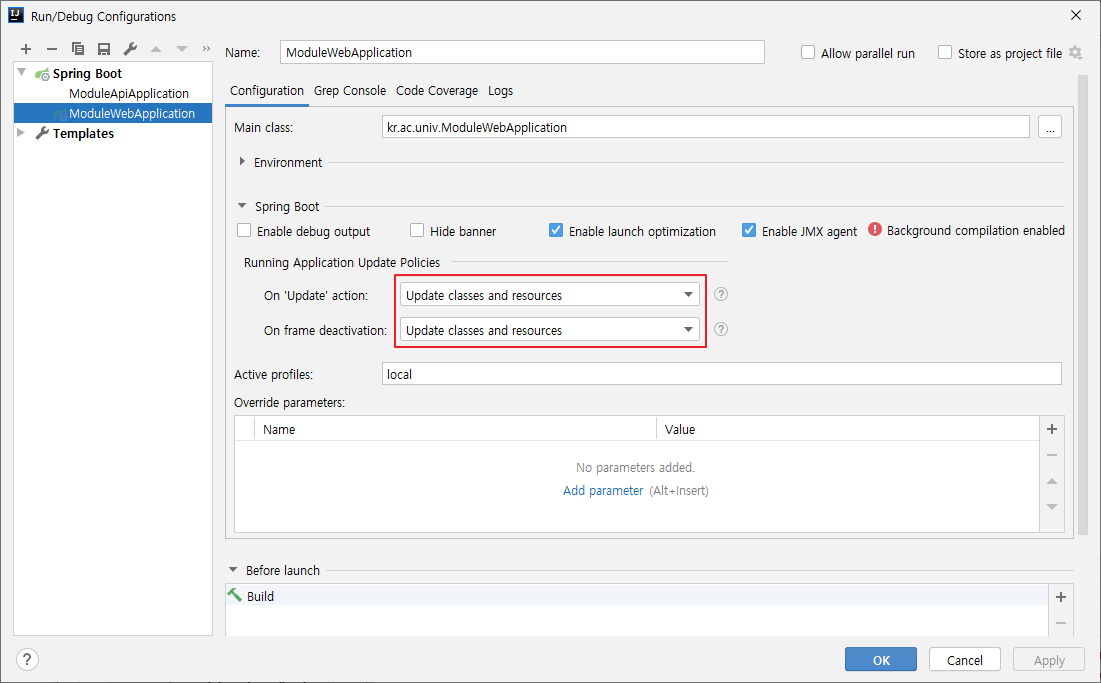 Run/Debug Configurations
Spring Boot
ModuleApiApplication
ModuleWebApplication
Templates
Name: ModuleWebApplication
Allow parallel run
Store as project file
Configuration Grep Console Code Coverage Logs
Main class: kr.ac.univ.ModuleWebApplication ...
Environment
Spring Boot
Enable debug output Hide banner Enable launch optimization Enable JMX agent Background compilation enabled
Running Application Update Policies
On 'Update' action: Update classes and resources ?
On frame deactivation: Update classes and resources ?
Active profiles: local
Override parameters:
Name Value
No parameters added.
Add parameter (Alt+Insert)
Before launch
Build
? OK Cancel Apply